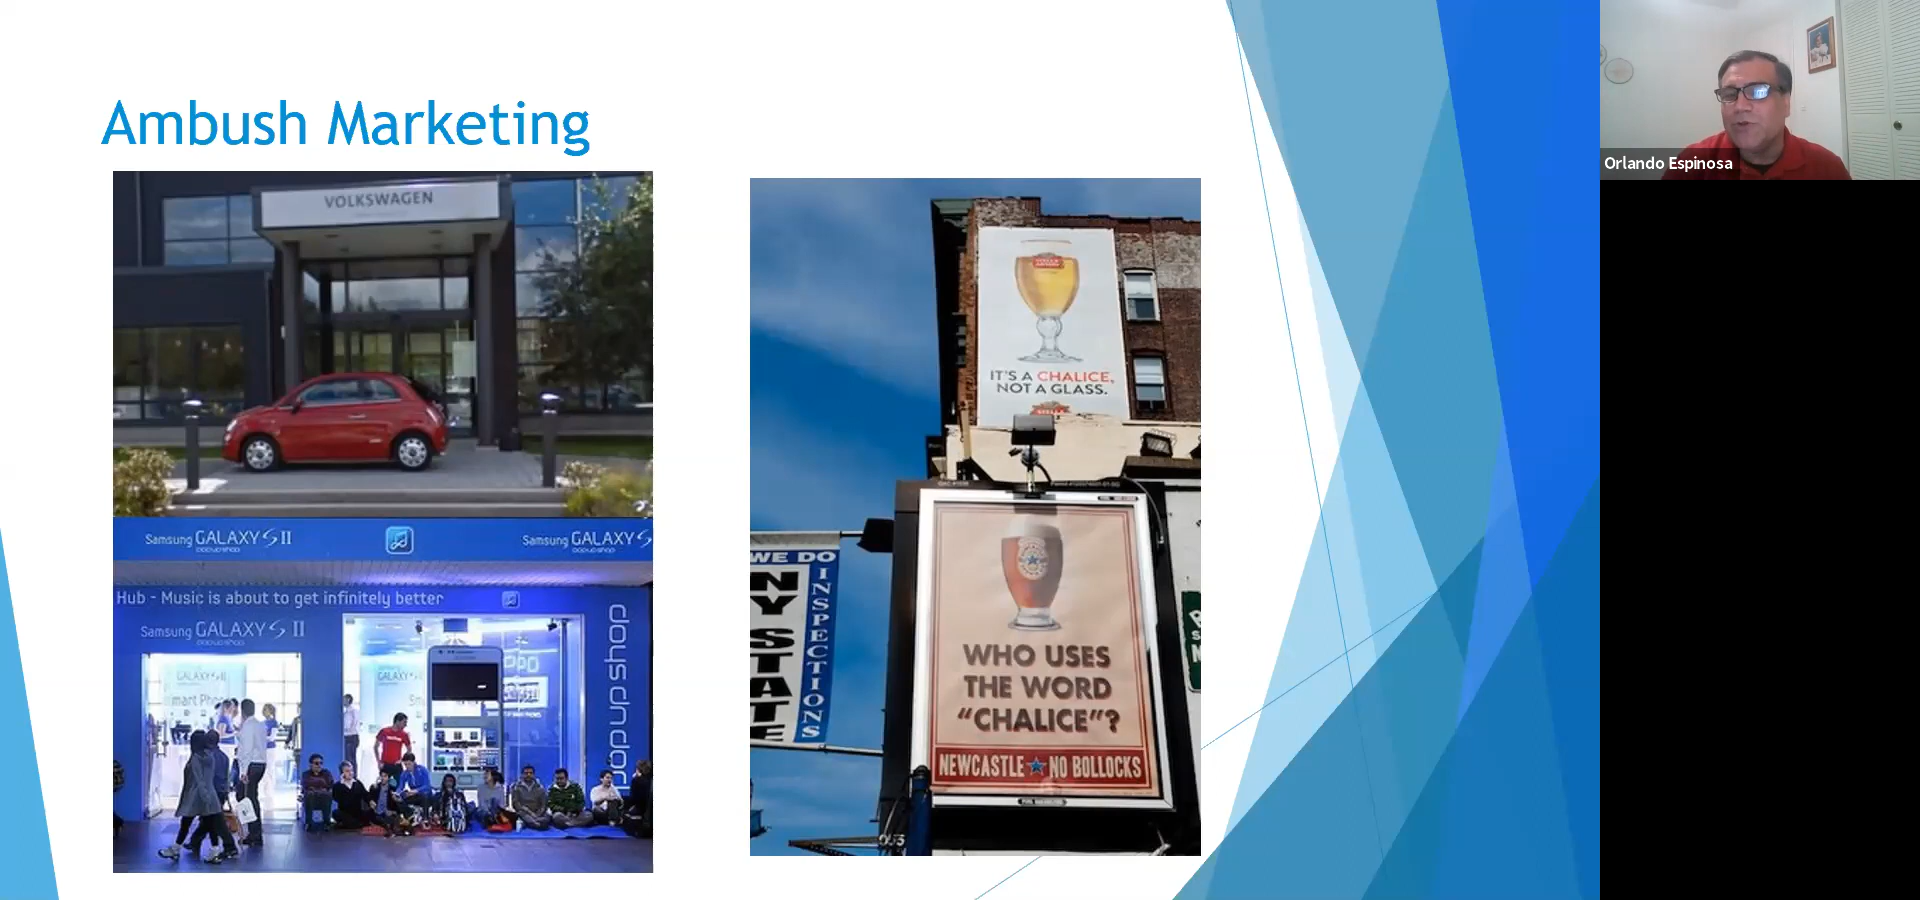 Ambush Marketing
VOLKSWAGEN
Samsung GALAXY S II
Samsung GALAXY S
Hub - Music is about to get infinitely better
Samsung GALAXY S II
pop up shop
GALAXY S II
IT'S A CHALICE,
NOT A GLASS.
WE DO
NY STATE
INSPECTIONS
WHO USES
THE WORD
“CHALICE”?
NEWCASTLE NO BOLLOCKS
Orlando Espinosa